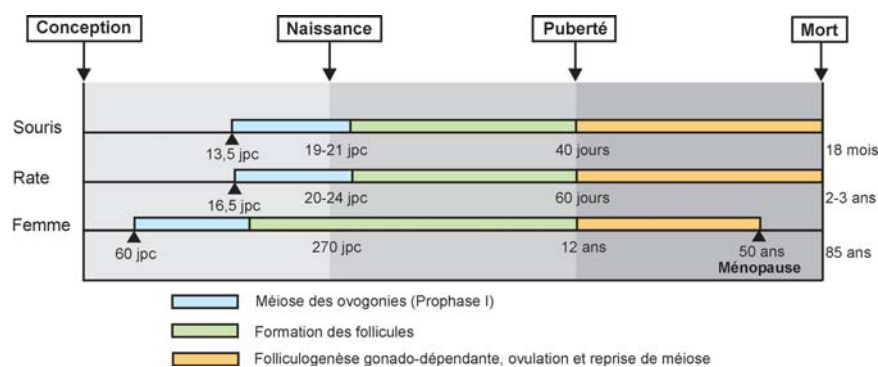 Conception Naissance Puberté Mort
Souris
13,5 jpc 19-21 jpc 40 jours 18 mois
Rate
16,5 jpc 20-24 jpc 60 jours 2-3 ans
Femme
60 jpc 270 jpc 12 ans 50 ans 85 ans
Ménopause
Méiose des ovogonies (Prophase I)
Formation des follicules
Folliculogenèse gonado-dépendante, ovulation et reprise de méiose